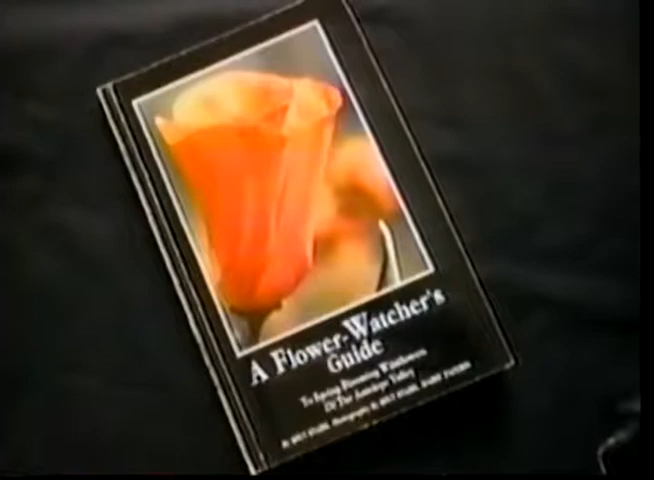 A Flower-Watcher's
Guide
To Spring Blooming Wildflowers
Of The Antelope Valley